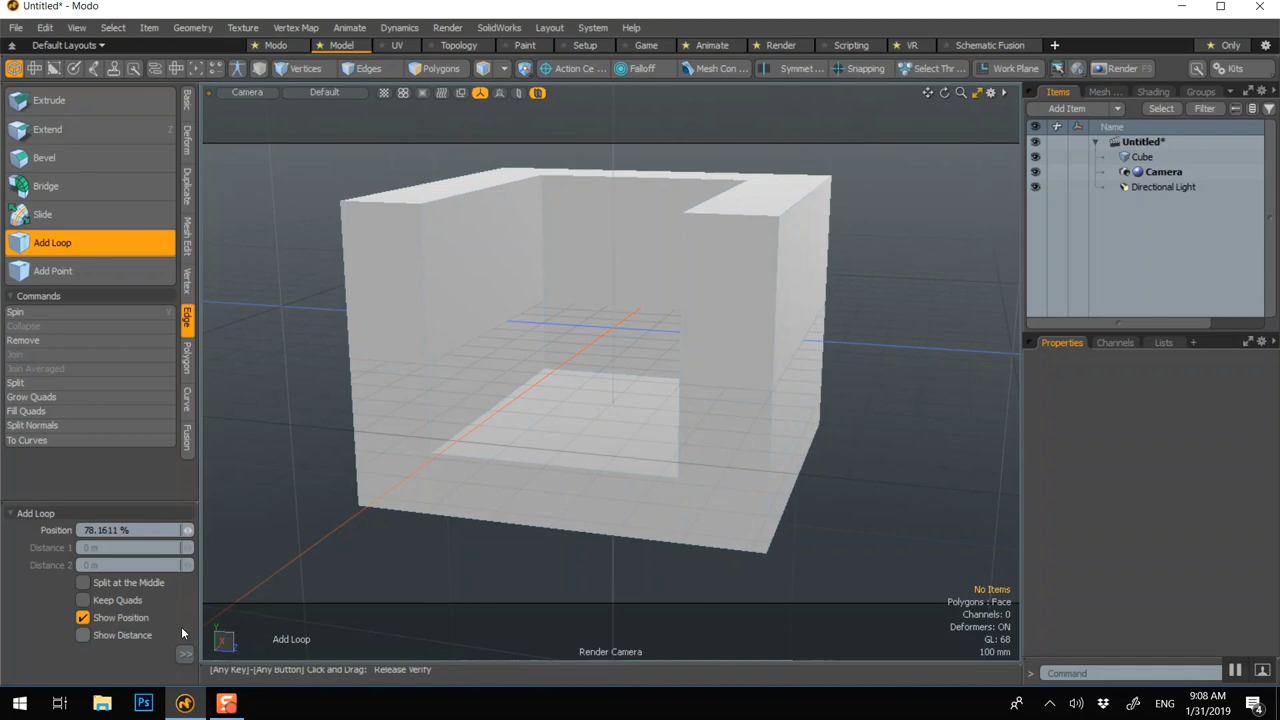 Untitled* - Modo
File Edit View Select Item Geometry Texture Vertex Map Animate Dynamics Render SolidWorks Layout System Help
Default Layouts Modo Model UV Topology Paint Setup Game Animate Render Scripting VR Schematic Fusion Only
Vertices Edges Polygons Action Ce ... Falloff Mesh Con ... Symmet ... Snapping Select Thr ... Work Plane Render F9 Kits
Camera Default
Items Mesh ... Shading Groups
Add Item Select Filter
Name
Untitled*
Cube
Camera
Directional Light
Properties Channels Lists +
Extrude
Extend Z
Bevel
Bridge
Slide
Add Loop
Add Point
Basic
Deform
Duplicate
Mesh Edit
Vertex
Edge
Polygon
Curve
Fusion
Commands
Spin V
Collapse
Remove
Join
Join Averaged
Split
Grow Quads
Fill Quads
Split Normals
To Curves
Add Loop
Position 78.1611 %
Distance 1 0 m
Distance 2 0 m
Split at the Middle
Keep Quads
Show Position
Show Distance
>>
Y X Z
Add Loop
Render Camera
No Items
Polygons : Face
Channels: 0
Deformers: ON
GL: 68
100 mm
[Any Key]-[Any Button] Click and Drag: Release Verify
> Command
Ps
ENG
9:08 AM
1/31/2019
4